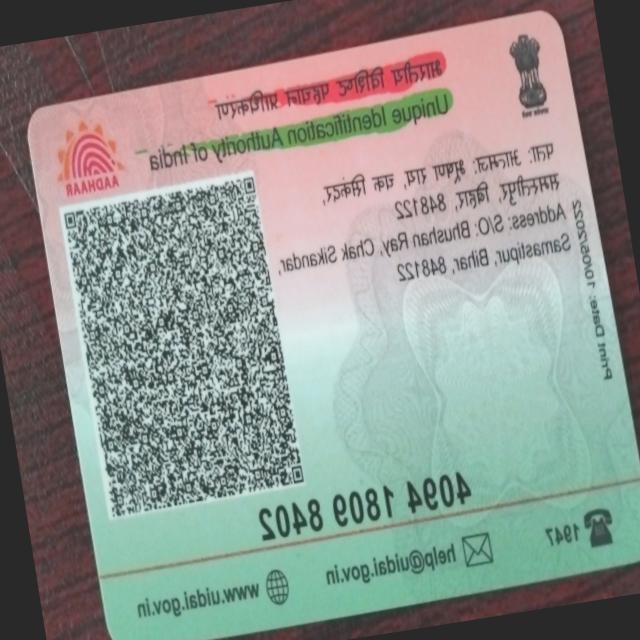 भारतीय विशिष्ट पहचान प्राधिकरण
Unique Identification Authority of India
AADHAAR
पता: आत्मज: भूषण राय, चक सिकंदर,
समस्तीपुर, बिहार, 848122
Address: S/O: Bhushan Ray, Chak Sikandar,
Samastipur, Bihar, 848122
Print Date: 10/03/2022
4094 1809 8402
1947
help@uidai.gov.in
www.uidai.gov.in